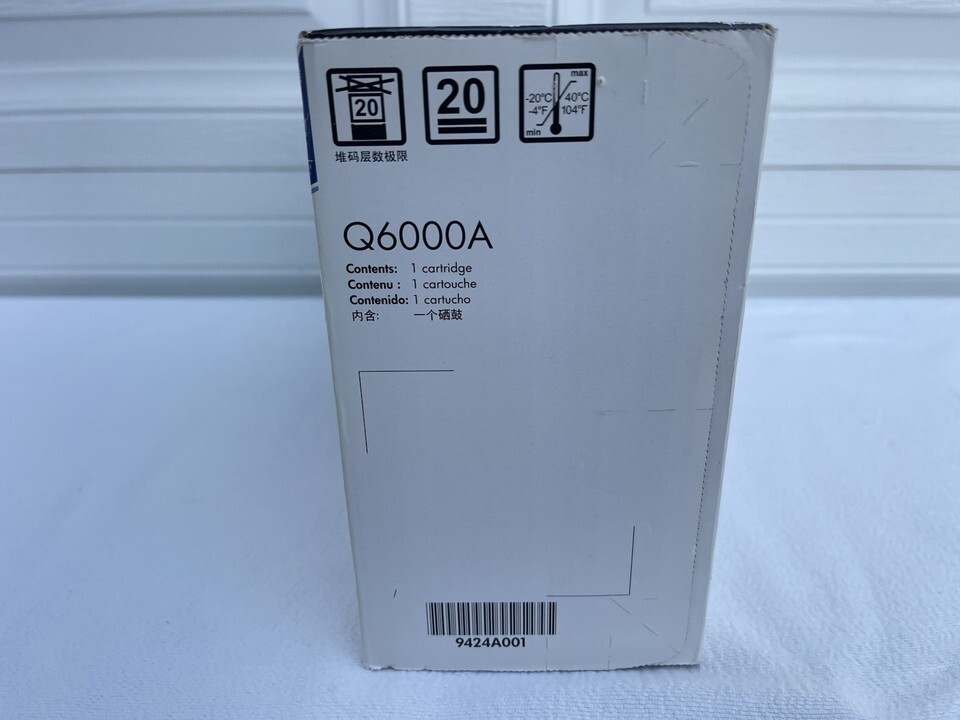 20
20
max
-20°C 40°C
-4°F 104°F
min
堆码层数极限
Q6000A
Contents: 1 cartridge
Contenu : 1 cartouche
Contenido: 1 cartucho
内含: 一个硒鼓
9424A001